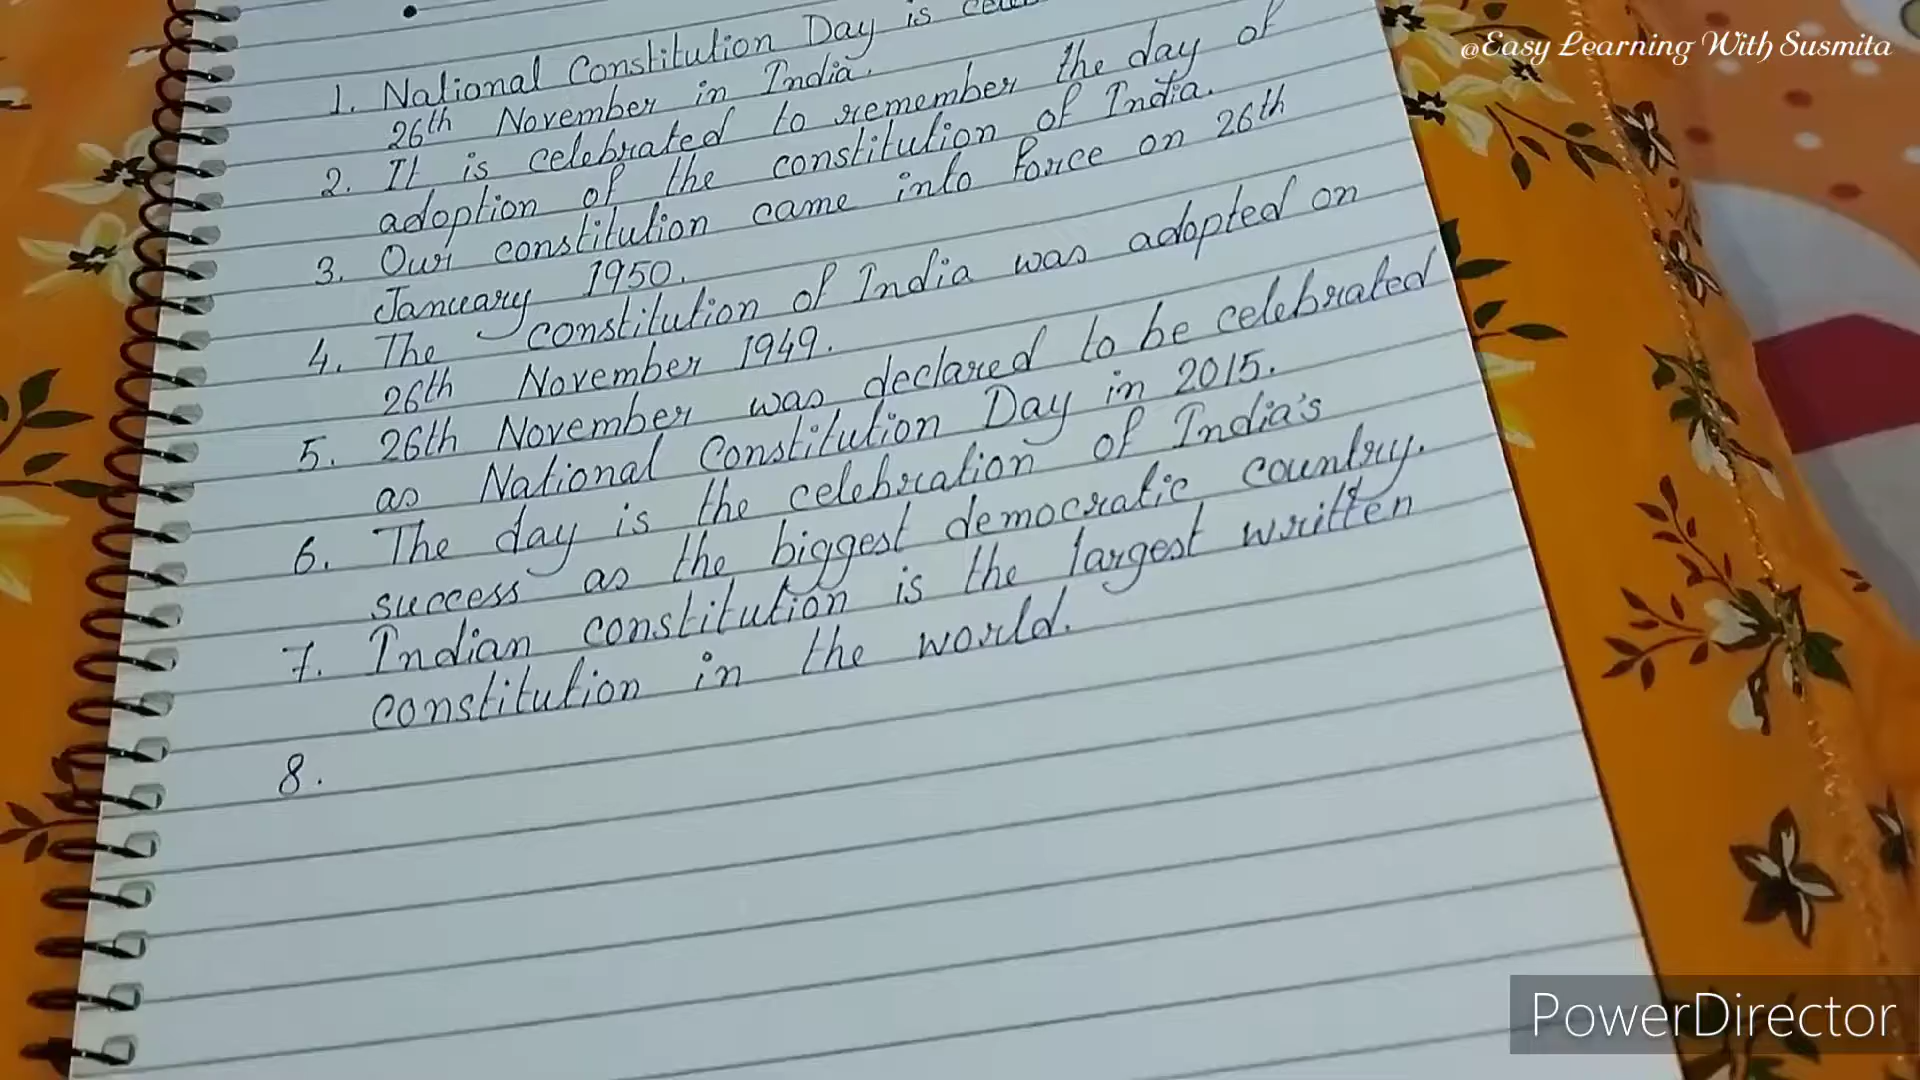 @Easy Learning With Susmita
1. National Constitution Day is
26th November in India.
2. It is celebrated to remember the day of
adoption of the constitution of India.
3. Our constitution came into force on 26th
January 1950.
4. The constitution of India was adopted on
26th November 1949.
5. 26th November was declared to be celebrated
as National Constitution Day in 2015.
6. The day is the celebration of India's
success as the biggest democratic country.
7. Indian constitution is the largest written
constitution in the world.
8.
PowerDirector